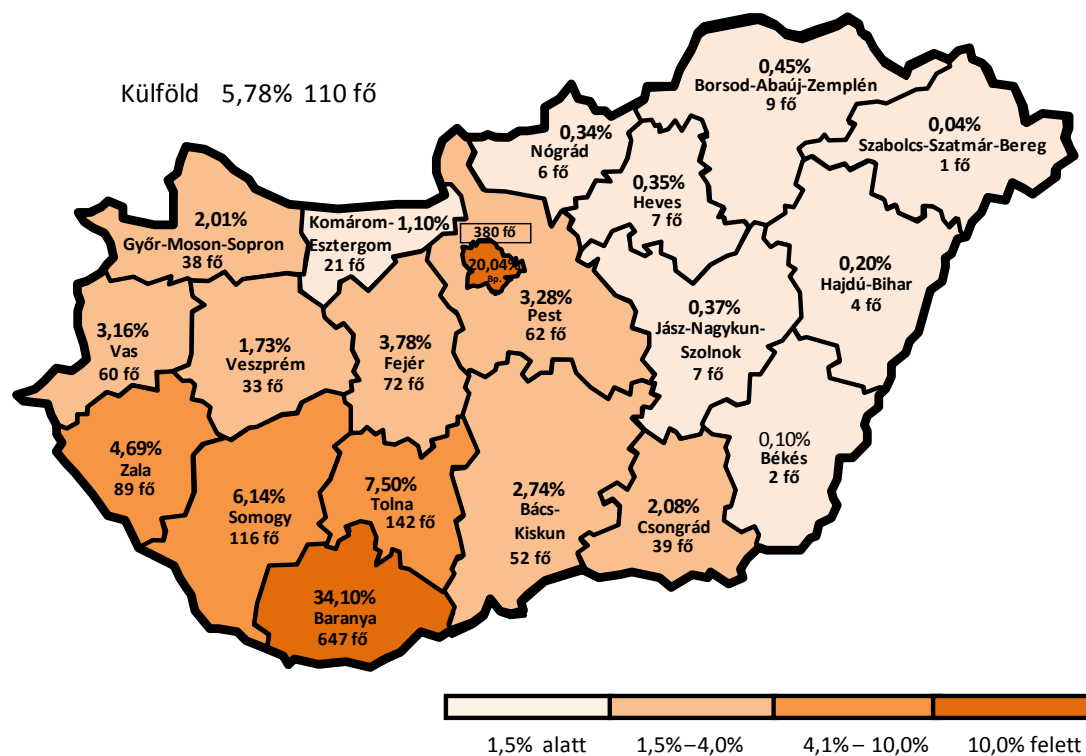 Külföld 5,78% 110 fő
0,45%
Borsod-Abaúj-Zemplén
9 fő
0,04%
Szabolcs-Szatmár-Bereg
1 fő
0,34%
Nógrád
6 fő
0,35%
Heves
7 fő
2,01%
Győr-Moson-Sopron
38 fő
Komárom-1,10%
Esztergom
21 fő
380 fő
20,04%
Bp.
3,28%
Pest
62 fő
0,37%
Jász-Nagykun-
Szolnok
7 fő
0,20%
Hajdú-Bihar
4 fő
3,16%
Vas
60 fő
1,73%
Veszprém
33 fő
3,78%
Fejér
72 fő
4,69%
Zala
89 fő
6,14%
Somogy
116 fő
7,50%
Tolna
142 fő
2,74%
Bács-
Kiskun
52 fő
2,08%
Csongrád
39 fő
0,10%
Békés
2 fő
34,10%
Baranya
647 fő
1,5% alatt
1,5%–4,0%
4,1%– 10,0%
10,0% felett